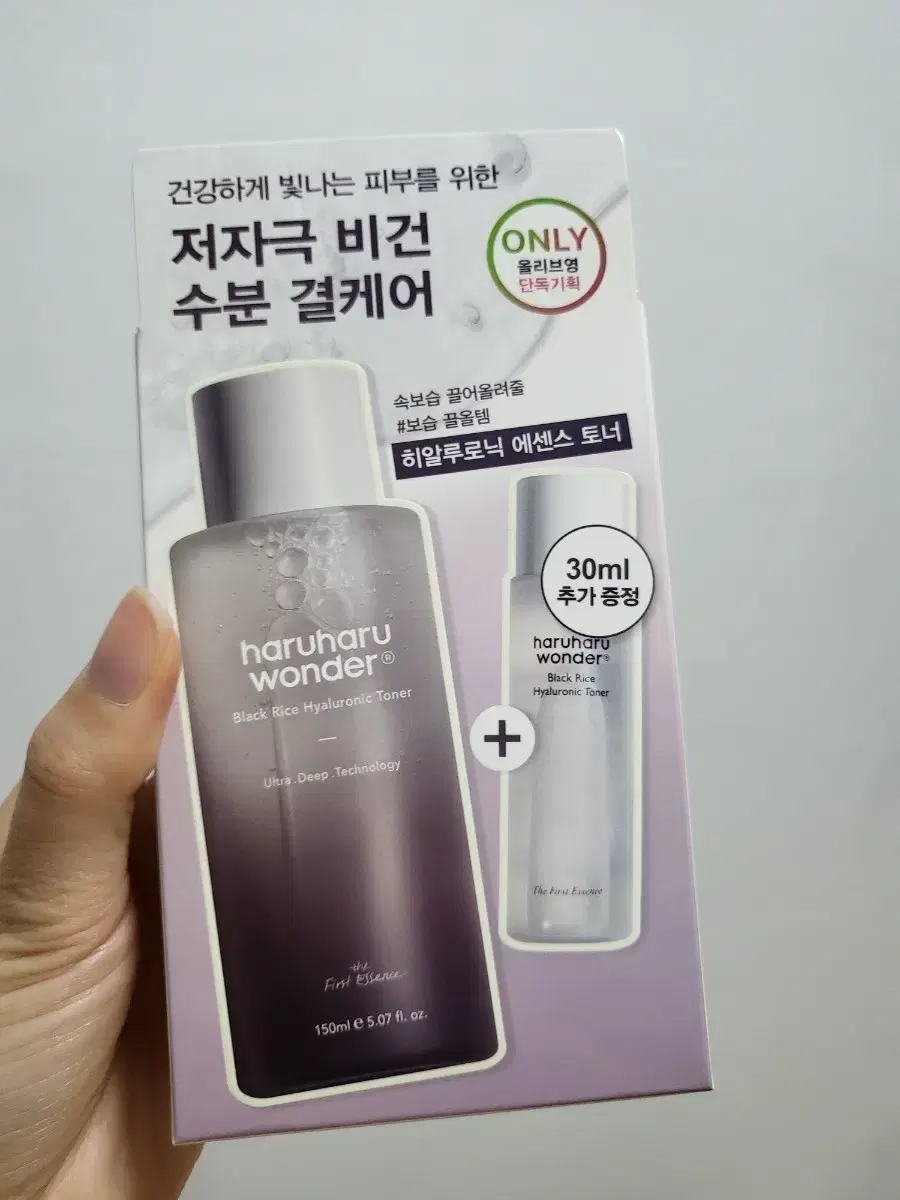 건강하게 빛나는 피부를 위한
저자극 비건
수분 결케어
ONLY
올리브영
단독기획
속보습 끌어올려줄
#보습 끌올템
히알루로닉 에센스 토너
haruharu
wonder®
Black Rice Hyaluronic Toner
Ultra.Deep.Technology
the
First Essence
150ml e 5.07 fl. oz.
+
30ml
추가 증정
haruharu
wonder®
Black Rice
Hyaluronic Toner
The First Essence